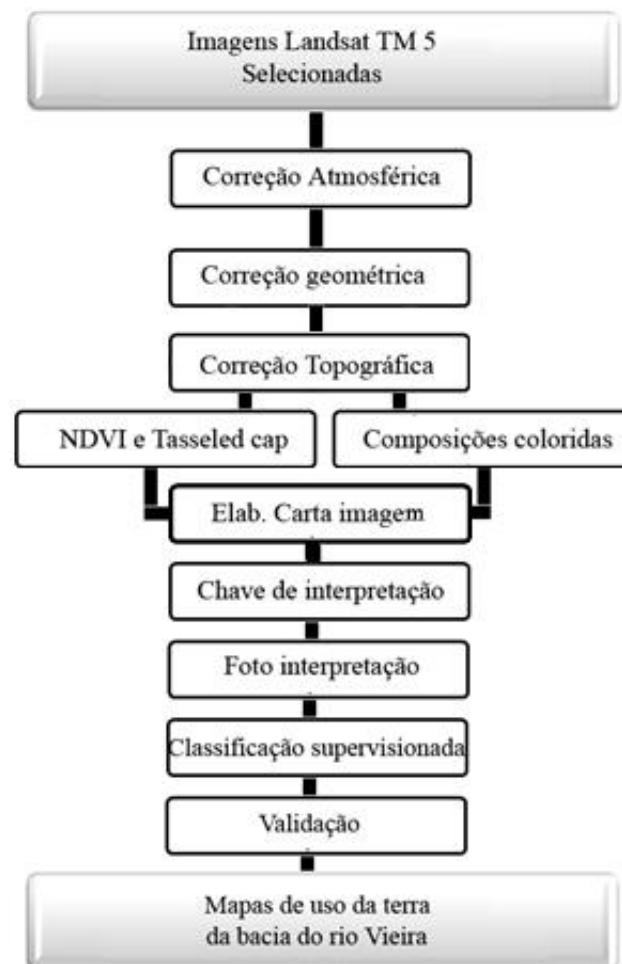 Imagens Landsat TM 5
Selecionadas
Correção Atmosférica
Correção geométrica
Correção Topográfica
NDVI e Tasseled cap
Composições coloridas
Elab. Carta imagem
Chave de interpretação
Foto interpretação
Classificação supervisionada
Validação
Mapas de uso da terra
da bacia do rio Vieira